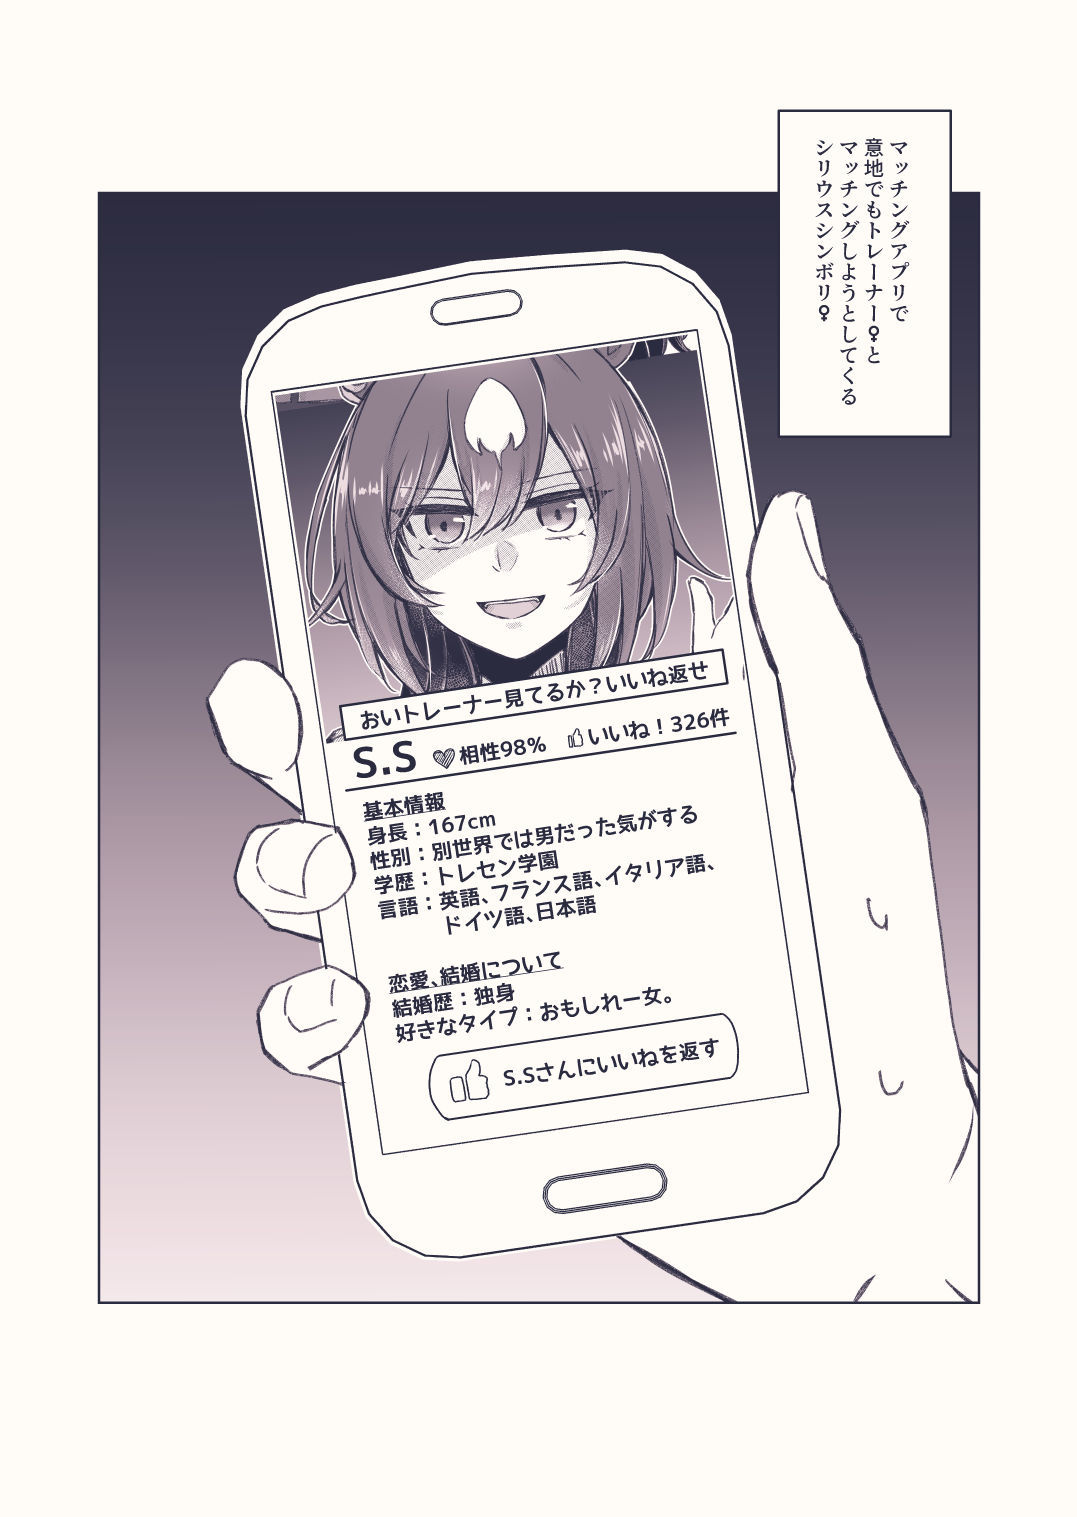 マッチングアプリで
意地でもトレーナー♀と
マッチングしようとしてくる
シリウスシンボリ♀
おいトレーナー見てるか？いいね返せ
S.S 相性98% いいね！326件
基本情報
身長：167cm
性別：別世界では男だった気がする
学歴：トレセン学園
言語：英語、フランス語、イタリア語、
ドイツ語、日本語
恋愛、結婚について
結婚歴：独身
好きなタイプ：おもしれー女。
S.Sさんにいいねを返す